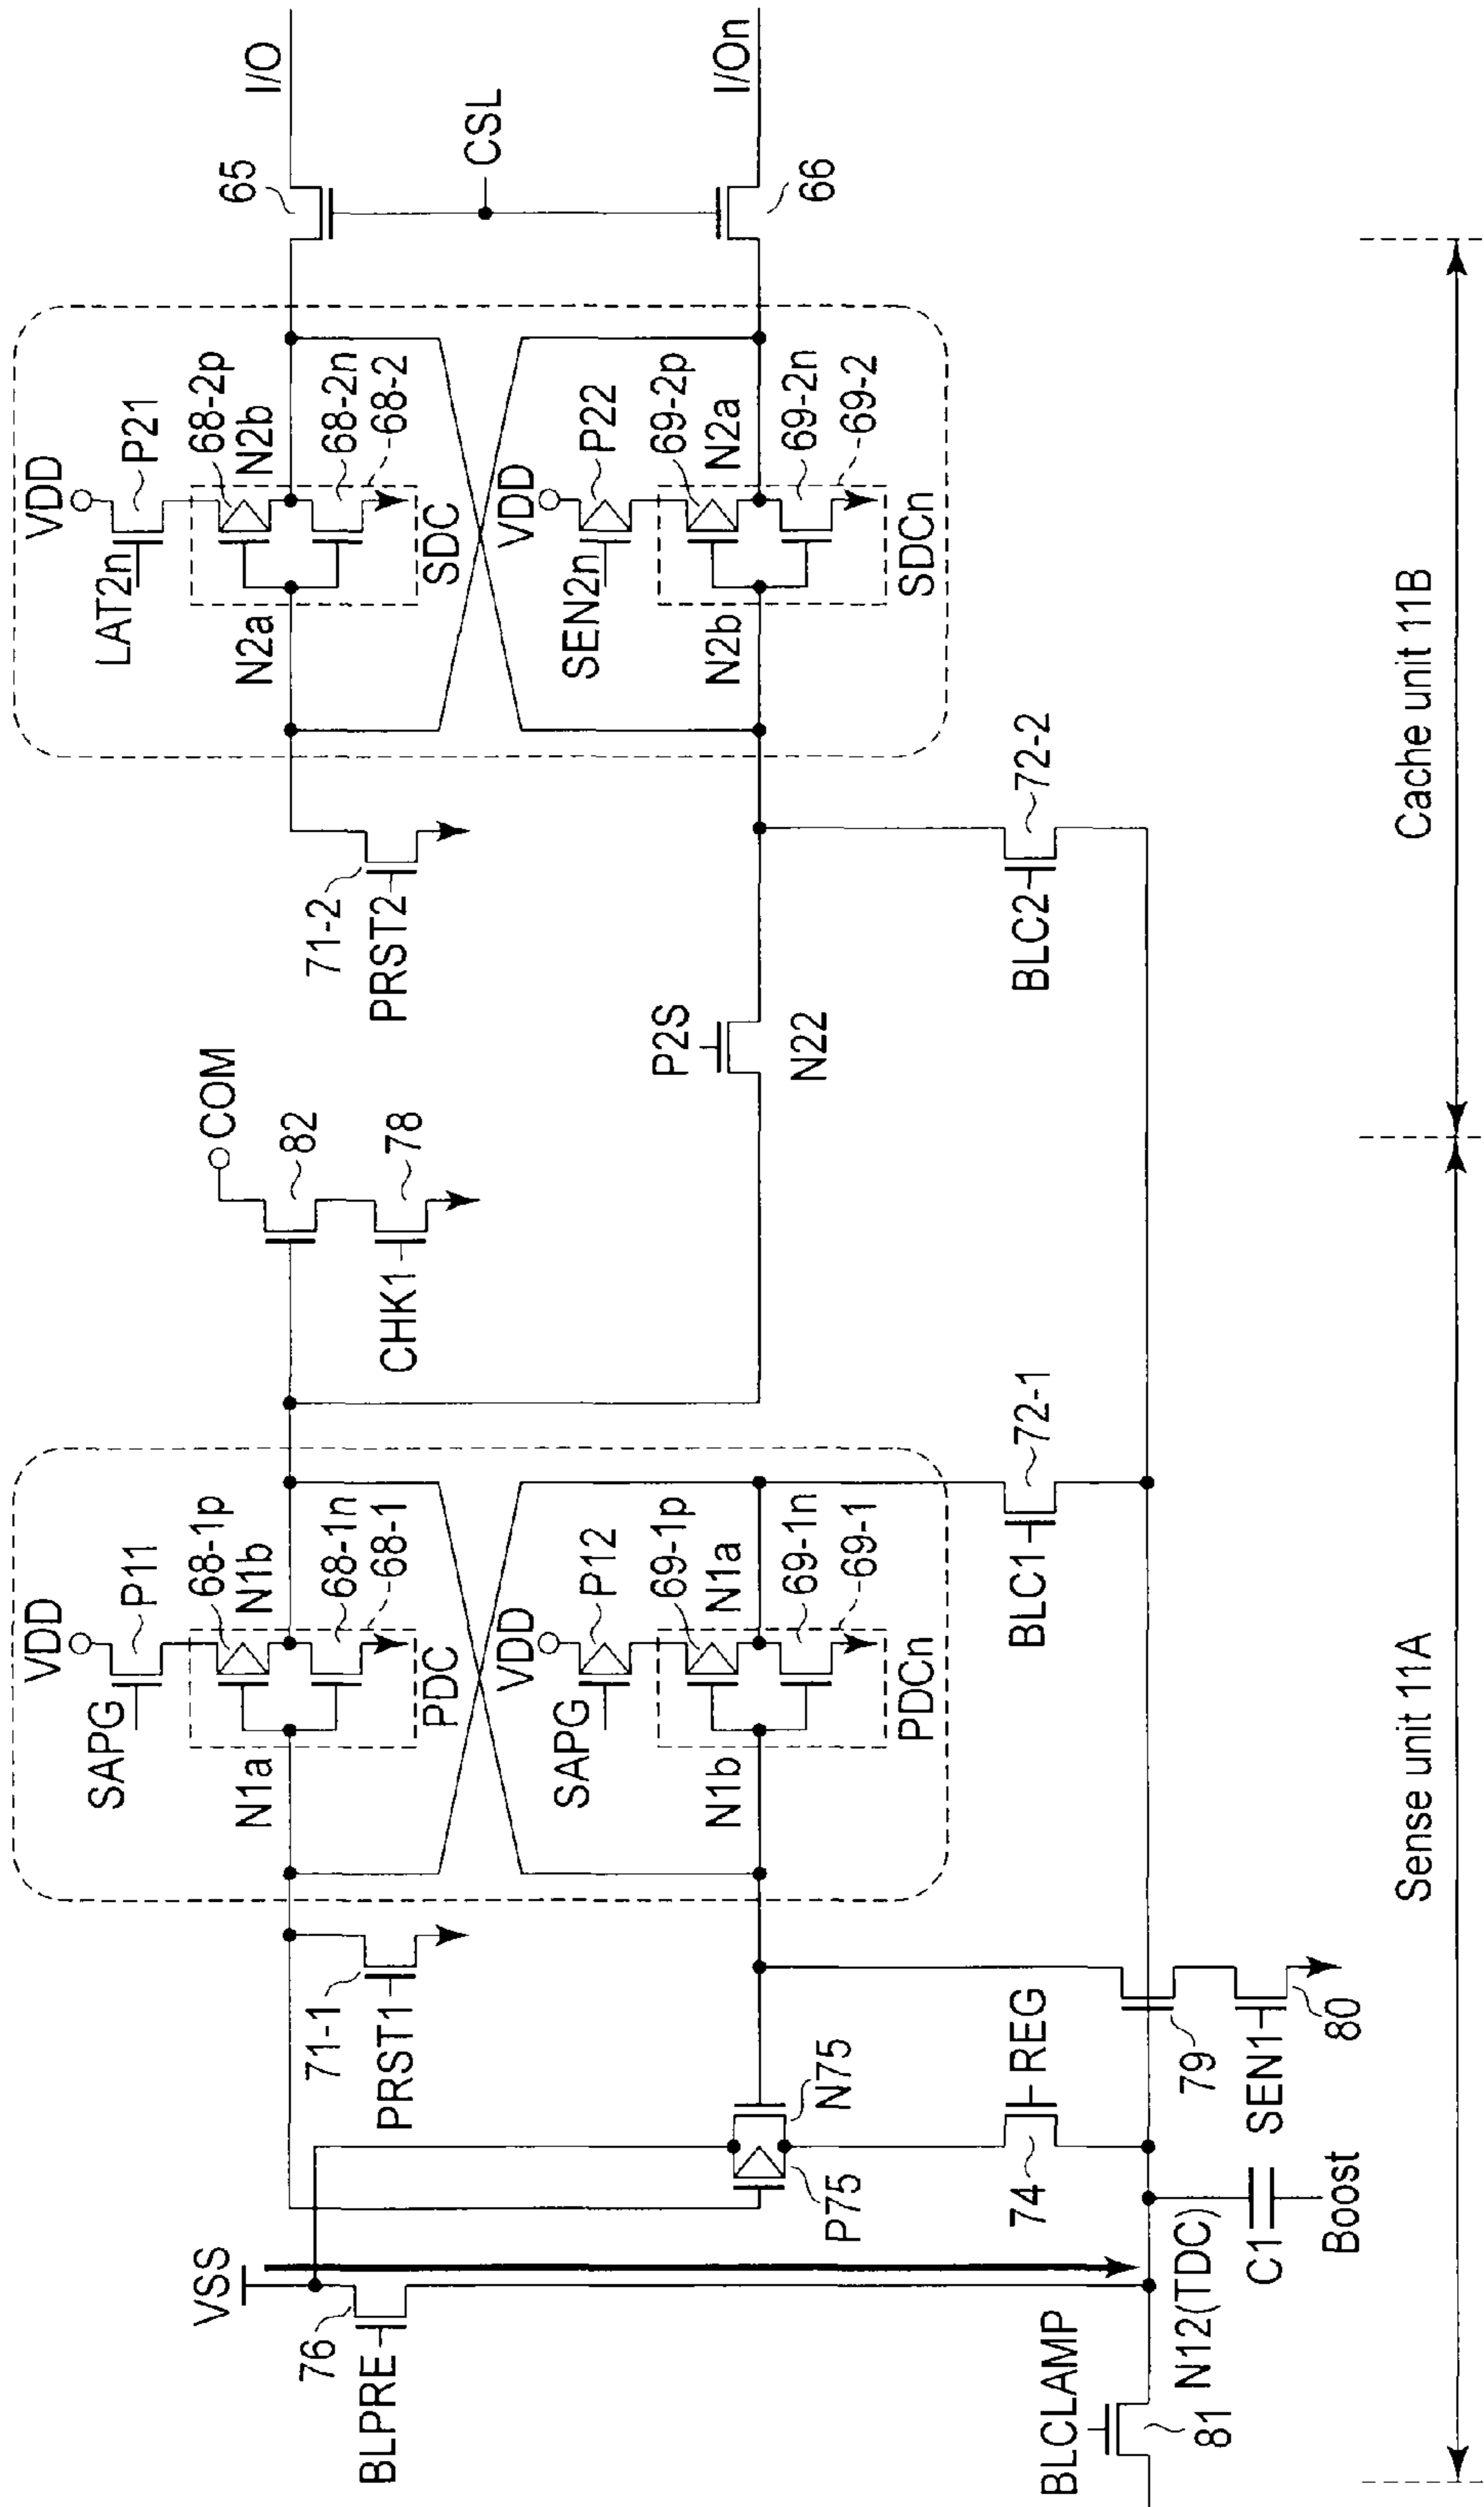 I/O
I/On
65
CSL
66
VDD
P21
LAT2n
68-2p
N2b
68-2n
68-2
N2a
SDC
VDD
P22
SEN2n
69-2p
N2a
69-2n
69-2
N2b
SDCn
71-2
PRST2
72-2
BLC2
P2S
N22
COM
82
78
CHK1
72-1
BLC1
VDD
P11
SAPG
68-1p
N1b
68-1n
68-1
N1a
PDC
VDD
P12
SAPG
69-1p
N1a
69-1n
69-1
N1b
PDCn
71-1
PRST1
N75
P75
REG
74
79
SEN1
80
VSS
76
BLPRE
BLCLAMP
81
N12(TDC)
C1
Boost
Cache unit 11B
Sense unit 11A